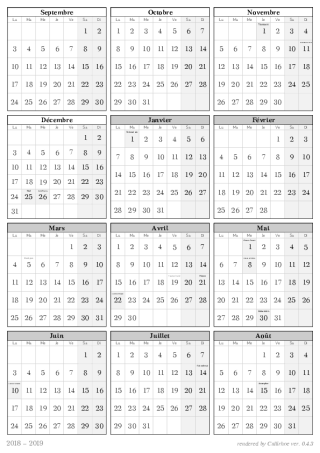 Septembre
Lu Ma Me Je Ve Sa Di
1 2
3 4 5 6 7 8 9
10 11 12 13 14 15 16
17 18 19 20 21 22 23
24 25 26 27 28 29 30
Octobre
Lu Ma Me Je Ve Sa Di
1 2 3 4 5 6 7
8 9 10 11 12 13 14
15 16 17 18 19 20 21
22 23 24 25 26 27 28
29 30 31
Novembre
Lu Ma Me Je Ve Sa Di
1 2 3 4
5 6 7 8 9 10 11
12 13 14 15 16 17 18
19 20 21 22 23 24 25
26 27 28 29 30
Décembre
Lu Ma Me Je Ve Sa Di
1 2
3 4 5 6 7 8 9
10 11 12 13 14 15 16
17 18 19 20 21 22 23
24 25 26 27 28 29 30
31
Janvier
Lu Ma Me Je Ve Sa Di
1 2 3 4 5 6
7 8 9 10 11 12 13
14 15 16 17 18 19 20
21 22 23 24 25 26 27
28 29 30 31
Février
Lu Ma Me Je Ve Sa Di
1 2 3
4 5 6 7 8 9 10
11 12 13 14 15 16 17
18 19 20 21 22 23 24
25 26 27 28
Mars
Lu Ma Me Je Ve Sa Di
1 2 3
4 5 6 7 8 9 10
11 12 13 14 15 16 17
18 19 20 21 22 23 24
25 26 27 28 29 30 31
Avril
Lu Ma Me Je Ve Sa Di
1 2 3 4 5 6 7
8 9 10 11 12 13 14
15 16 17 18 19 20 21
22 23 24 25 26 27 28
29 30
Mai
Lu Ma Me Je Ve Sa Di
1 2 3 4 5
6 7 8 9 10 11 12
13 14 15 16 17 18 19
20 21 22 23 24 25 26
27 28 29 30 31
Juin
Lu Ma Me Je Ve Sa Di
1 2
3 4 5 6 7 8 9
10 11 12 13 14 15 16
17 18 19 20 21 22 23
24 25 26 27 28 29 30
Juillet
Lu Ma Me Je Ve Sa Di
1 2 3 4 5 6 7
8 9 10 11 12 13 14
15 16 17 18 19 20 21
22 23 24 25 26 27 28
29 30 31
Août
Lu Ma Me Je Ve Sa Di
1 2 3 4
5 6 7 8 9 10 11
12 13 14 15 16 17 18
19 20 21 22 23 24 25
26 27 28 29 30 31
2018 – 2019
rendered by Calktree ver. 0.4.3